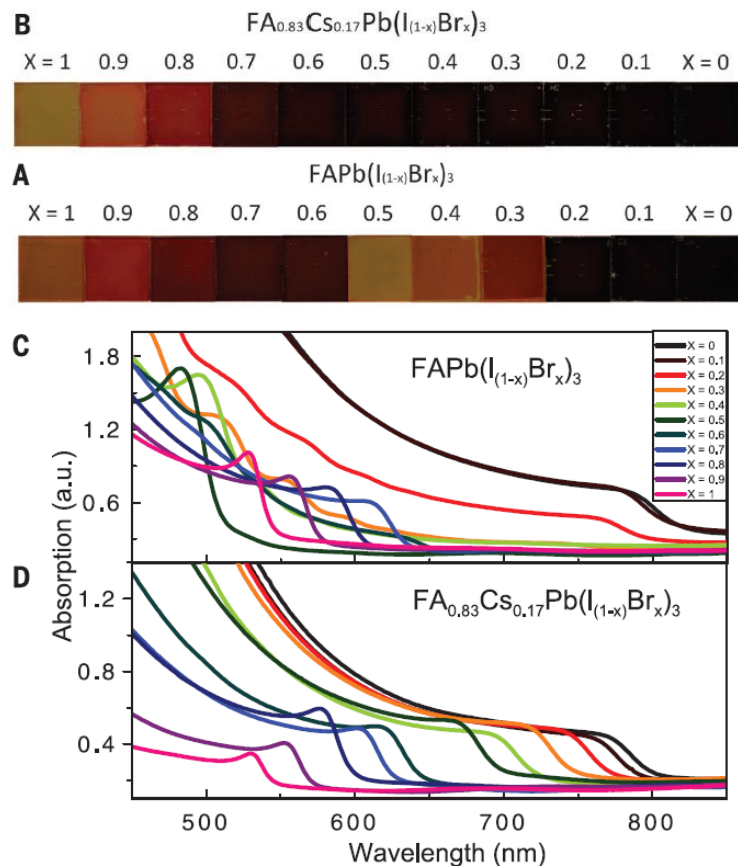 B
FA₀.₈₃Cs₀.₁₇Pb(I₍₁₋ₓ₎Brₓ)₃
X = 1 0.9 0.8 0.7 0.6 0.5 0.4 0.3 0.2 0.1 X = 0
A
FAPb(I₍₁₋ₓ₎Brₓ)₃
X = 1 0.9 0.8 0.7 0.6 0.5 0.4 0.3 0.2 0.1 X = 0
C
FAPb(I₍₁₋ₓ₎Brₓ)₃
X = 0
X = 0.1
X = 0.2
X = 0.3
X = 0.4
X = 0.5
X = 0.6
X = 0.7
X = 0.8
X = 0.9
X = 1
1.8
1.2
0.6
Absorption (a.u.)
D
FA₀.₈₃Cs₀.₁₇Pb(I₍₁₋ₓ₎Brₓ)₃
1.2
0.8
0.4
500 600 700 800
Wavelength (nm)